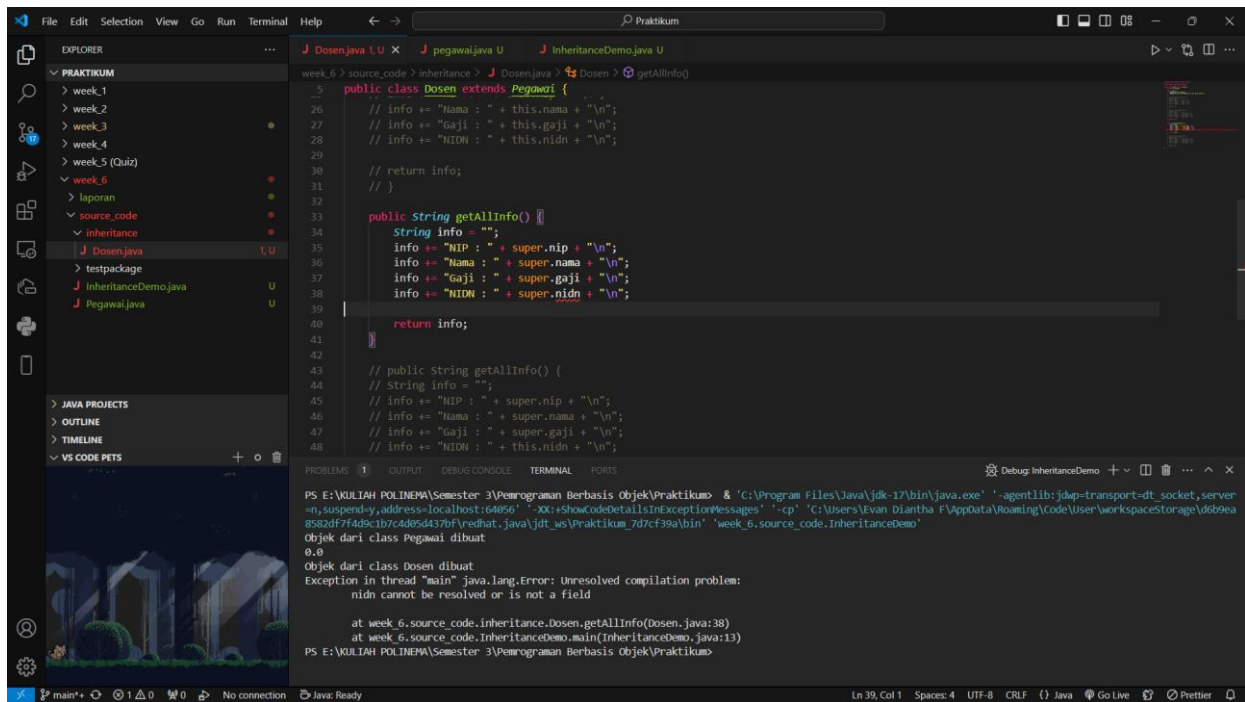 File Edit Selection View Go Run Terminal Help
Praktikum
EXPLORER
PRAKTIKUM
week_1
week_2
week_3
week_4
week_5 (Quiz)
week_6
laporan
source_code
inheritance
Dosen.java 1, U
testpackage
InheritanceDemo.java U
Pegawai.java U
JAVA PROJECTS
OUTLINE
TIMELINE
VS CODE PETS
17
Dosen.java 1, U
pegawai.java U
InheritanceDemo.java U
week_6 > source_code > inheritance > Dosen.java > Dosen > getAllInfo()
5 public class Dosen extends Pegawai {
26 // info += "Nama : " + this.nama + "\n";
27 // info += "Gaji : " + this.gaji + "\n";
28 // info += "NIDN : " + this.nidn + "\n";
29
30 // return info;
31 // }
32
33 public String getAllInfo() {
34 String info = "";
35 info += "NIP : " + super.nip + "\n";
36 info += "Nama : " + super.nama + "\n";
37 info += "Gaji : " + super.gaji + "\n";
38 info += "NIDN : " + super.nidn + "\n";
39
40 return info;
41 }
42
43 // public String getAllInfo() {
44 // String info = "";
45 // info += "NIP : " + super.nip + "\n";
46 // info += "Nama : " + super.nama + "\n";
47 // info += "Gaji : " + super.gaji + "\n";
48 // info += "NIDN : " + this.nidn + "\n";
PROBLEMS 1 OUTPUT DEBUG CONSOLE TERMINAL PORTS
Debug: InheritanceDemo
PS E:\KULIAH POLINEMA\Semester 3\Pemrograman Berbasis Objek\Praktikum> & 'C:\Program Files\Java\jdk-17\bin\java.exe' '-agentlib:jdwp=transport=dt_socket,server
=n,suspend=y,address=localhost:64056' '-XX:+ShowCodeDetailsInExceptionMessages' '-cp' 'C:\Users\Evan Diantha F\AppData\Roaming\Code\User\workspaceStorage\d6b9ea
8582df7f4d9c1b7c4d05d437bf\redhat.java\jdt_ws\Praktikum_7d7cf39a\bin' 'week_6.source_code.InheritanceDemo'
Objek dari class Pegawai dibuat
0.0
Objek dari class Dosen dibuat
Exception in thread "main" java.lang.Error: Unresolved compilation problem:
nidn cannot be resolved or is not a field
at week_6.source_code.inheritance.Dosen.getAllInfo(Dosen.java:38)
at week_6.source_code.InheritanceDemo.main(InheritanceDemo.java:13)
PS E:\KULIAH POLINEMA\Semester 3\Pemrograman Berbasis Objek\Praktikum>
main*+ 1 0 0 No connection Java: Ready Ln 39, Col 1 Spaces: 4 UTF-8 CRLF {} Java Go Live Prettier